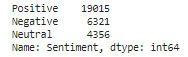 Positive    19015
Negative     6321
Neutral      4356
Name: Sentiment, dtype: int64